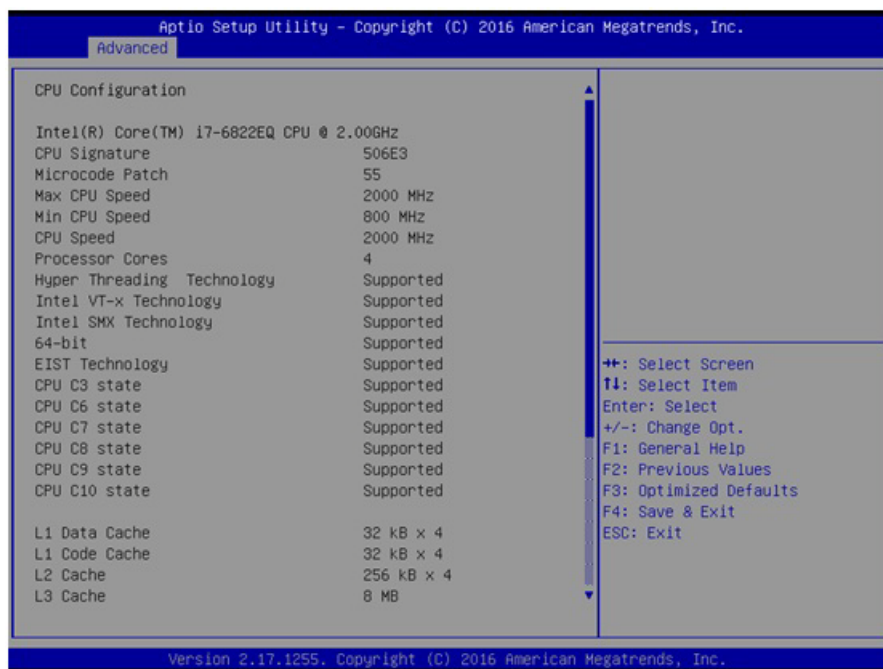 Aptio Setup Utility – Copyright (C) 2016 American Megatrends, Inc.
Advanced
CPU Configuration
Intel(R) Core(TM) i7-6822EQ CPU @ 2.00GHz
CPU Signature 506E3
Microcode Patch 55
Max CPU Speed 2000 MHz
Min CPU Speed 800 MHz
CPU Speed 2000 MHz
Processor Cores 4
Hyper Threading Technology Supported
Intel VT-x Technology Supported
Intel SMX Technology Supported
64-bit Supported
EIST Technology Supported
CPU C3 state Supported
CPU C6 state Supported
CPU C7 state Supported
CPU C8 state Supported
CPU C9 state Supported
CPU C10 state Supported
L1 Data Cache 32 kB x 4
L1 Code Cache 32 kB x 4
L2 Cache 256 kB x 4
L3 Cache 8 MB
→←: Select Screen
↑↓: Select Item
Enter: Select
+/-: Change Opt.
F1: General Help
F2: Previous Values
F3: Optimized Defaults
F4: Save & Exit
ESC: Exit
Version 2.17.1255. Copyright (C) 2016 American Megatrends, Inc.